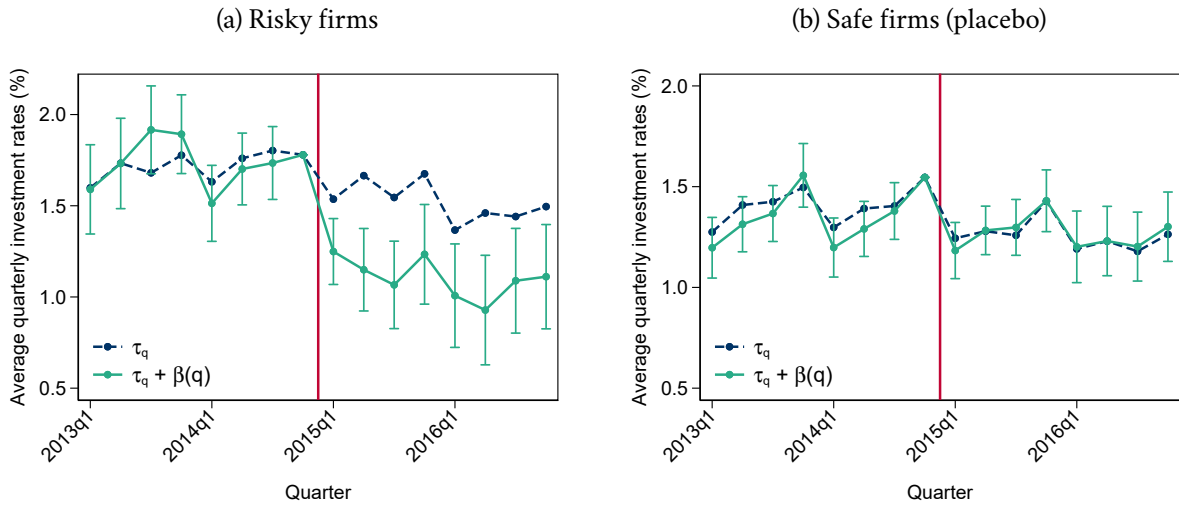 (a) Risky firms
Average quarterly investment rates (%)
2.0
1.5
1.0
0.5
τq
τq + β(q)
2013q1
2014q1
2015q1
2016q1
Quarter
(b) Safe firms (placebo)
Average quarterly investment rates (%)
2.0
1.5
1.0
0.5
τq
τq + β(q)
2013q1
2014q1
2015q1
2016q1
Quarter